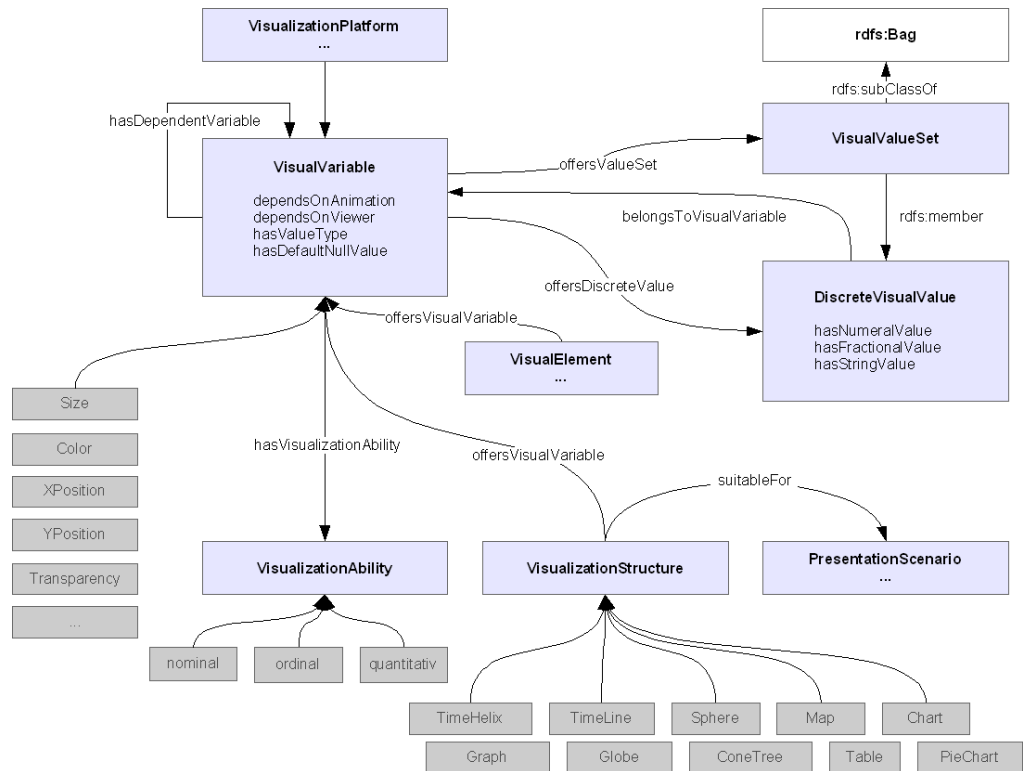 VisualizationPlatform
...
rdfs:Bag
rdfs:subClassOf
hasDependentVariable
VisualVariable
dependsOnAnimation
dependsOnViewer
hasValueType
hasDefaultNullValue
offersValueSet
VisualValueSet
belongsToVisualVariable
rdfs:member
offersDiscreteValue
DiscreteVisualValue
hasNumeralValue
hasFractionalValue
hasStringValue
offersVisualVariable
VisualElement
...
Size
Color
XPosition
YPosition
Transparency
...
hasVisualizationAbility
offersVisualVariable
suitableFor
VisualizationAbility
VisualizationStructure
PresentationScenario
...
nominal
ordinal
quantitativ
TimeHelix
TimeLine
Sphere
Map
Chart
Graph
Globe
ConeTree
Table
PieChart